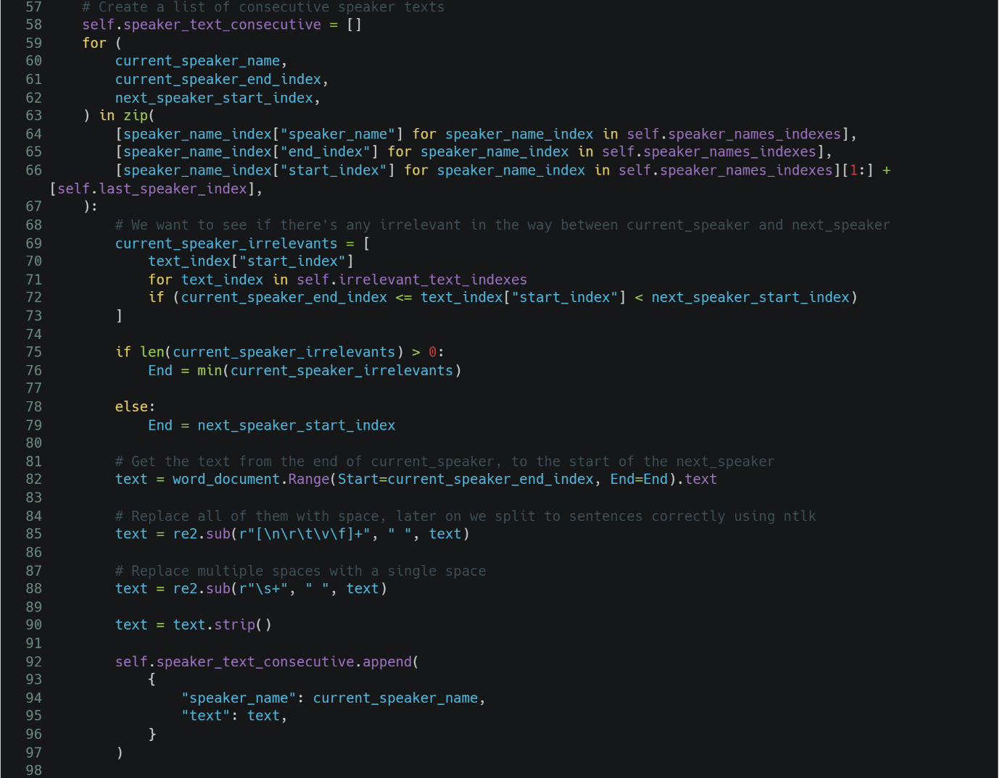 57     # Create a list of consecutive speaker texts
58     self.speaker_text_consecutive = []
59     for (
60         current_speaker_name,
61         current_speaker_end_index,
62         next_speaker_start_index,
63     ) in zip(
64         [speaker_name_index["speaker_name"] for speaker_name_index in self.speaker_names_indexes],
65         [speaker_name_index["end_index"] for speaker_name_index in self.speaker_names_indexes],
66         [speaker_name_index["start_index"] for speaker_name_index in self.speaker_names_indexes][1:] +
[self.last_speaker_index],
67     ):
68         # We want to see if there's any irrelevant in the way between current_speaker and next_speaker
69         current_speaker_irrelevants = [
70             text_index["start_index"]
71             for text_index in self.irrelevant_text_indexes
72             if (current_speaker_end_index <= text_index["start_index"] < next_speaker_start_index)
73         ]
74
75         if len(current_speaker_irrelevants) > 0:
76             End = min(current_speaker_irrelevants)
77
78         else:
79             End = next_speaker_start_index
80
81         # Get the text from the end of current_speaker, to the start of the next_speaker
82         text = word_document.Range(Start=current_speaker_end_index, End=End).text
83
84         # Replace all of them with space, later on we split to sentences correctly using ntlk
85         text = re2.sub(r"[\n\r\t\v\f]+", " ", text)
86
87         # Replace multiple spaces with a single space
88         text = re2.sub(r"\s+", " ", text)
89
90         text = text.strip()
91
92         self.speaker_text_consecutive.append(
93             {
94                 "speaker_name": current_speaker_name,
95                 "text": text,
96             }
97         )
98